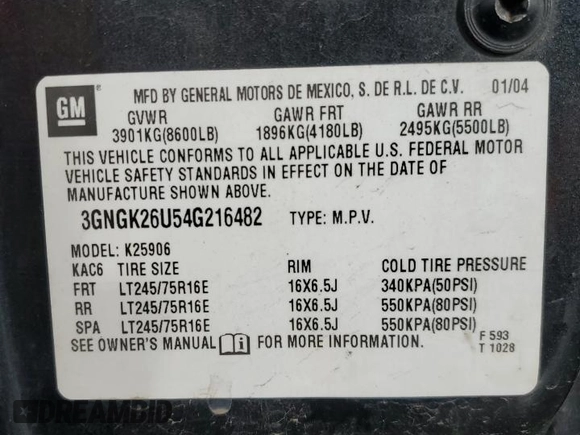 GM
MFD BY GENERAL MOTORS DE MEXICO, S. DE R.L. DE C.V. 01/04
GVWR GAWR FRT GAWR RR
3901KG(8600LB) 1896KG(4180LB) 2495KG(5500LB)
THIS VEHICLE CONFORMS TO ALL APPLICABLE U.S. FEDERAL MOTOR
VEHICLE SAFETY STANDARDS IN EFFECT ON THE DATE OF
MANUFACTURE SHOWN ABOVE.
3GNGK26U54G216482 TYPE: M.P.V.
MODEL: K25906
KAC6 TIRE SIZE RIM COLD TIRE PRESSURE
FRT LT245/75R16E 16X6.5J 340KPA(50PSI)
RR LT245/75R16E 16X6.5J 550KPA(80PSI)
SPA LT245/75R16E 16X6.5J 550KPA(80PSI)
SEE OWNER'S MANUAL FOR MORE INFORMATION.
F 593
T 1028
DREAMBID